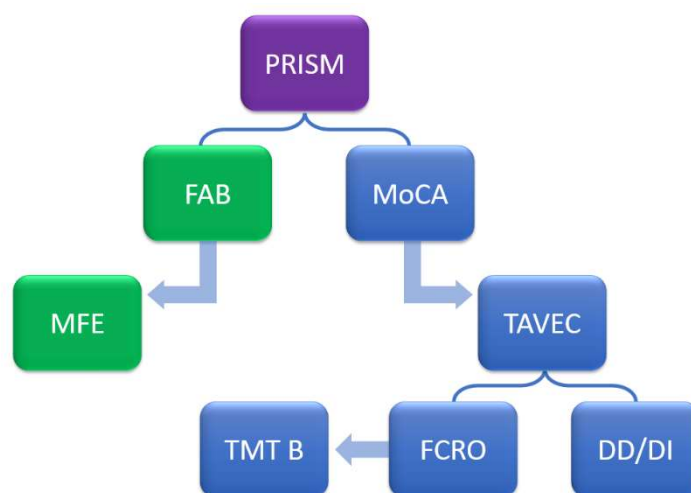 PRISM
FAB
MoCA
MFE
TAVEC
TMT B
FCRO
DD/DI